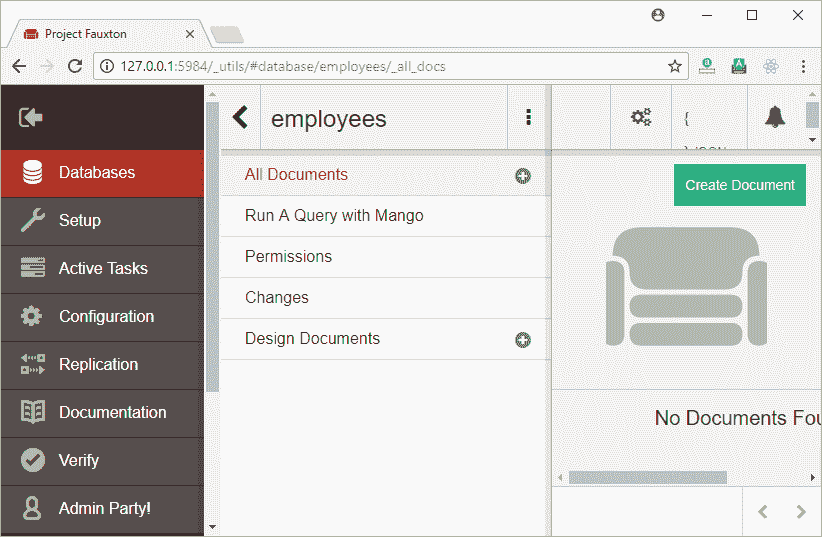 Project Fauxton
127.0.0.1:5984/_utils/#database/employees/_all_docs
employees
{
Databases
Setup
Active Tasks
Configuration
Replication
Documentation
Verify
Admin Party!
All Documents
Run A Query with Mango
Permissions
Changes
Design Documents
Create Document
No Documents Fou